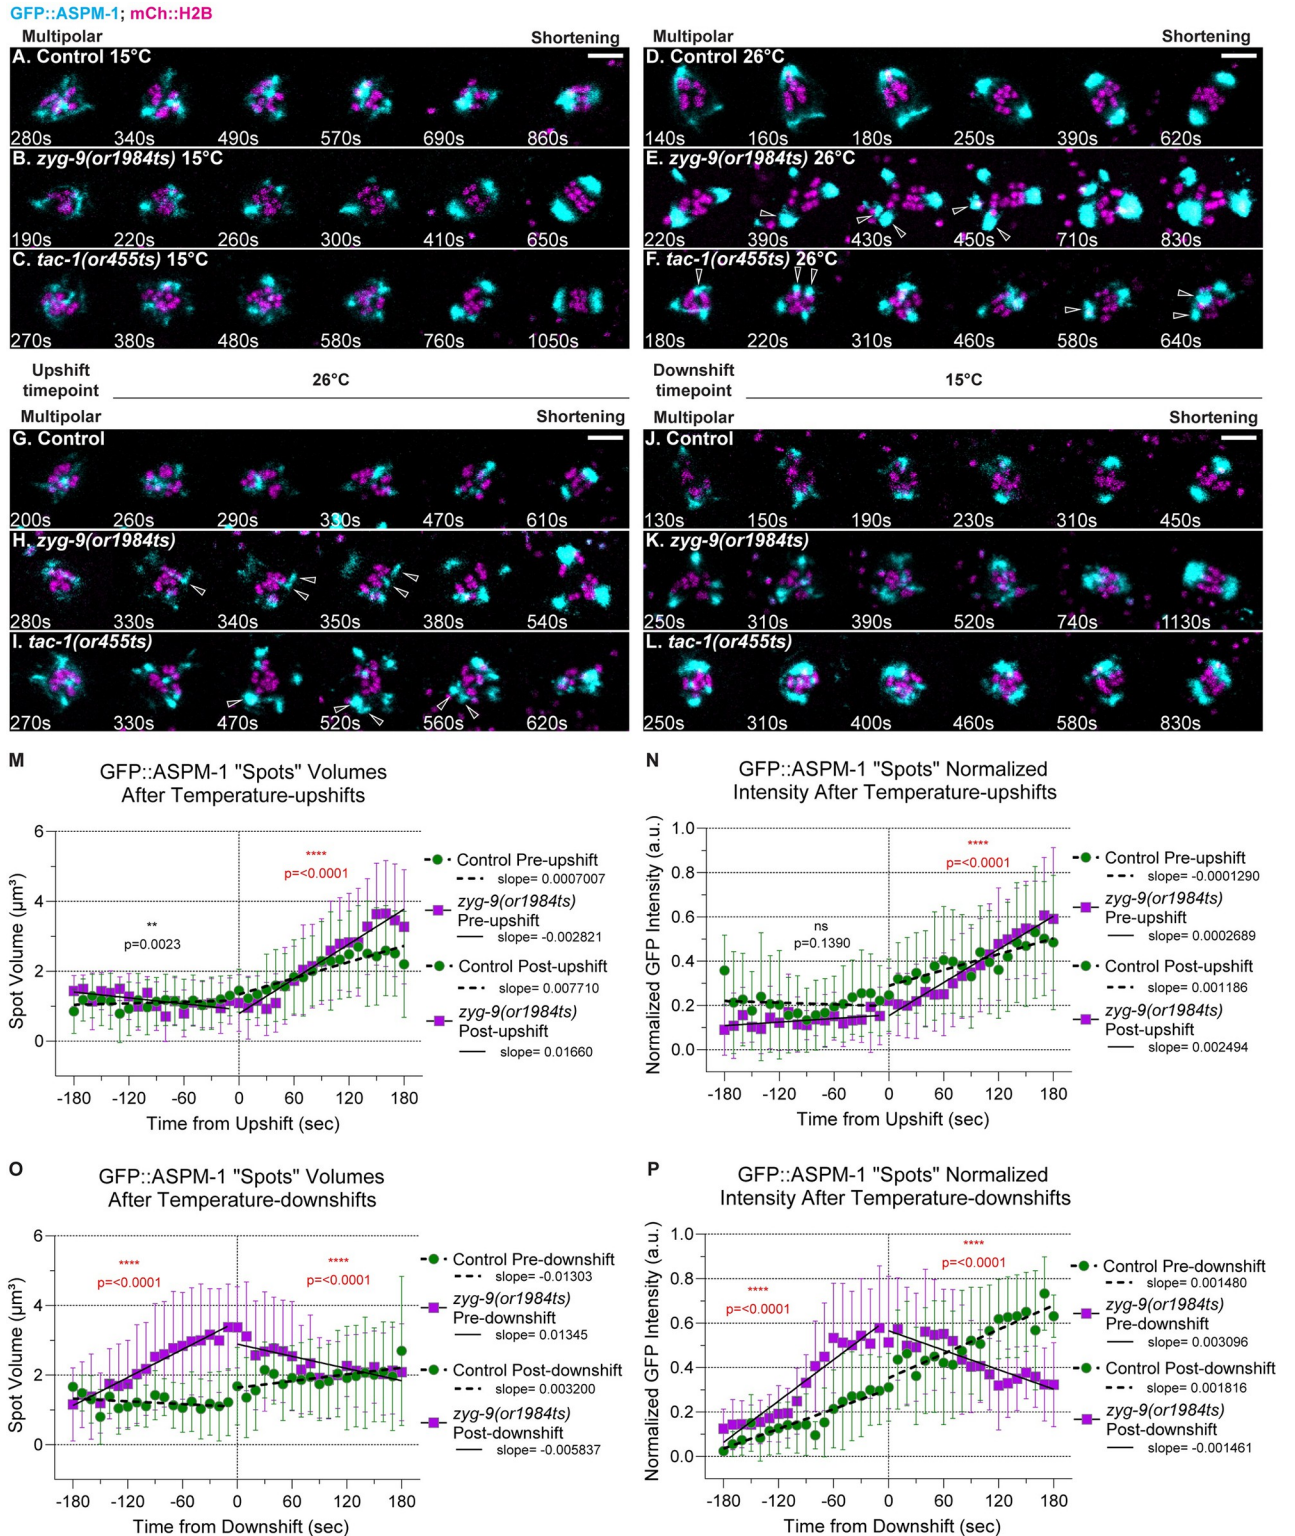 GFP::ASPM-1; mCh::H2B
Multipolar Shortening
A. Control 15°C
280s 340s 490s 570s 690s 860s
B. zyg-9(or1984ts) 15°C
190s 220s 260s 300s 410s 650s
C. tac-1(or455ts) 15°C
270s 380s 480s 580s 760s 1050s
Multipolar Shortening
D. Control 26°C
140s 160s 180s 250s 390s 620s
E. zyg-9(or1984ts) 26°C
220s 390s 430s 450s 710s 830s
F. tac-1(or455ts) 26°C
180s 220s 310s 460s 580s 640s
Upshift
timepoint
26°C
Multipolar Shortening
G. Control
200s 260s 290s 330s 470s 610s
H. zyg-9(or1984ts)
280s 330s 340s 350s 380s 540s
I. tac-1(or455ts)
270s 330s 470s 520s 560s 620s
Downshift
timepoint
15°C
Multipolar Shortening
J. Control
130s 150s 190s 230s 310s 450s
K. zyg-9(or1984ts)
250s 310s 390s 520s 740s 1130s
L. tac-1(or455ts)
250s 310s 400s 460s 580s 830s
M
GFP::ASPM-1 "Spots" Volumes
After Temperature-upshifts
Spot Volume (µm³)
6
4
2
0
**
p=0.0023
****
p=<0.0001
-180 -120 -60 0 60 120 180
Time from Upshift (sec)
Control Pre-upshift
slope= 0.0007007
zyg-9(or1984ts)
Pre-upshift
slope= -0.002821
Control Post-upshift
slope= 0.007710
zyg-9(or1984ts)
Post-upshift
slope= 0.01660
N
GFP::ASPM-1 "Spots" Normalized
Intensity After Temperature-upshifts
Normalized GFP Intensity (a.u.)
1.0
0.8
0.6
0.4
0.2
0.0
ns
p=0.1390
****
p=<0.0001
-180 -120 -60 0 60 120 180
Time from Upshift (sec)
Control Pre-upshift
slope= -0.0001290
zyg-9(or1984ts)
Pre-upshift
slope= 0.0002689
Control Post-upshift
slope= 0.001186
zyg-9(or1984ts)
Post-upshift
slope= 0.002494
O
GFP::ASPM-1 "Spots" Volumes
After Temperature-downshifts
Spot Volume (µm³)
6
4
2
0
****
p=<0.0001
****
p=<0.0001
-180 -120 -60 0 60 120 180
Time from Downshift (sec)
Control Pre-downshift
slope= -0.01303
zyg-9(or1984ts)
Pre-downshift
slope= 0.01345
Control Post-downshift
slope= 0.003200
zyg-9(or1984ts)
Post-downshift
slope= -0.005837
P
GFP::ASPM-1 "Spots" Normalized
Intensity After Temperature-downshifts
Normalized GFP Intensity (a.u.)
1.0
0.8
0.6
0.4
0.2
0.0
****
p=<0.0001
****
p=<0.0001
-180 -120 -60 0 60 120 180
Time from Downshift (sec)
Control Pre-downshift
slope= 0.001480
zyg-9(or1984ts)
Pre-downshift
slope= 0.003096
Control Post-downshift
slope= 0.001816
zyg-9(or1984ts)
Post-downshift
slope= -0.001461